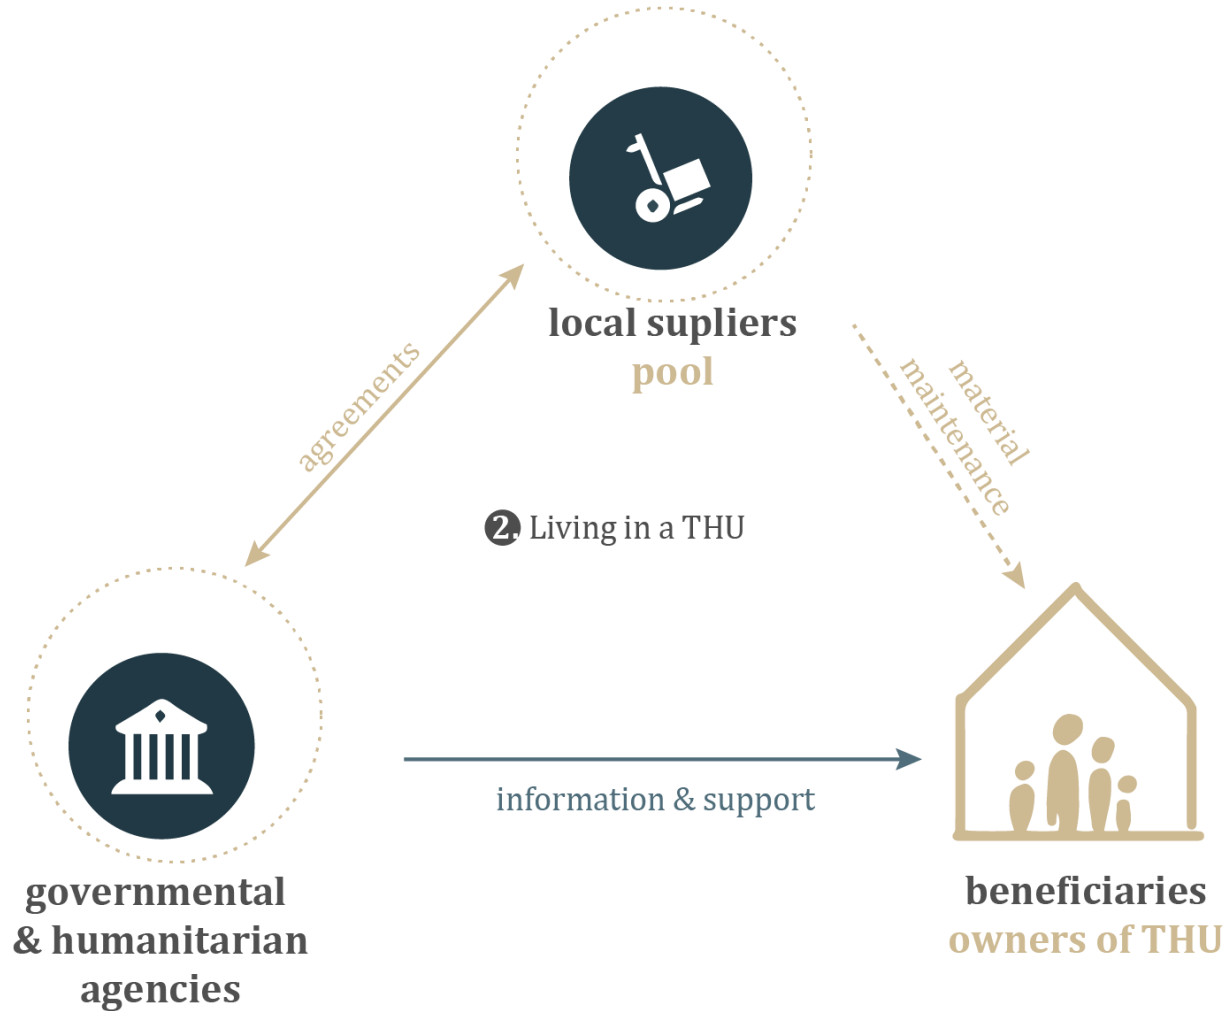 local supliers
pool
agreements
material
maintenance
2. Living in a THU
information & support
governmental
& humanitarian
agencies
beneficiaries
owners of THU